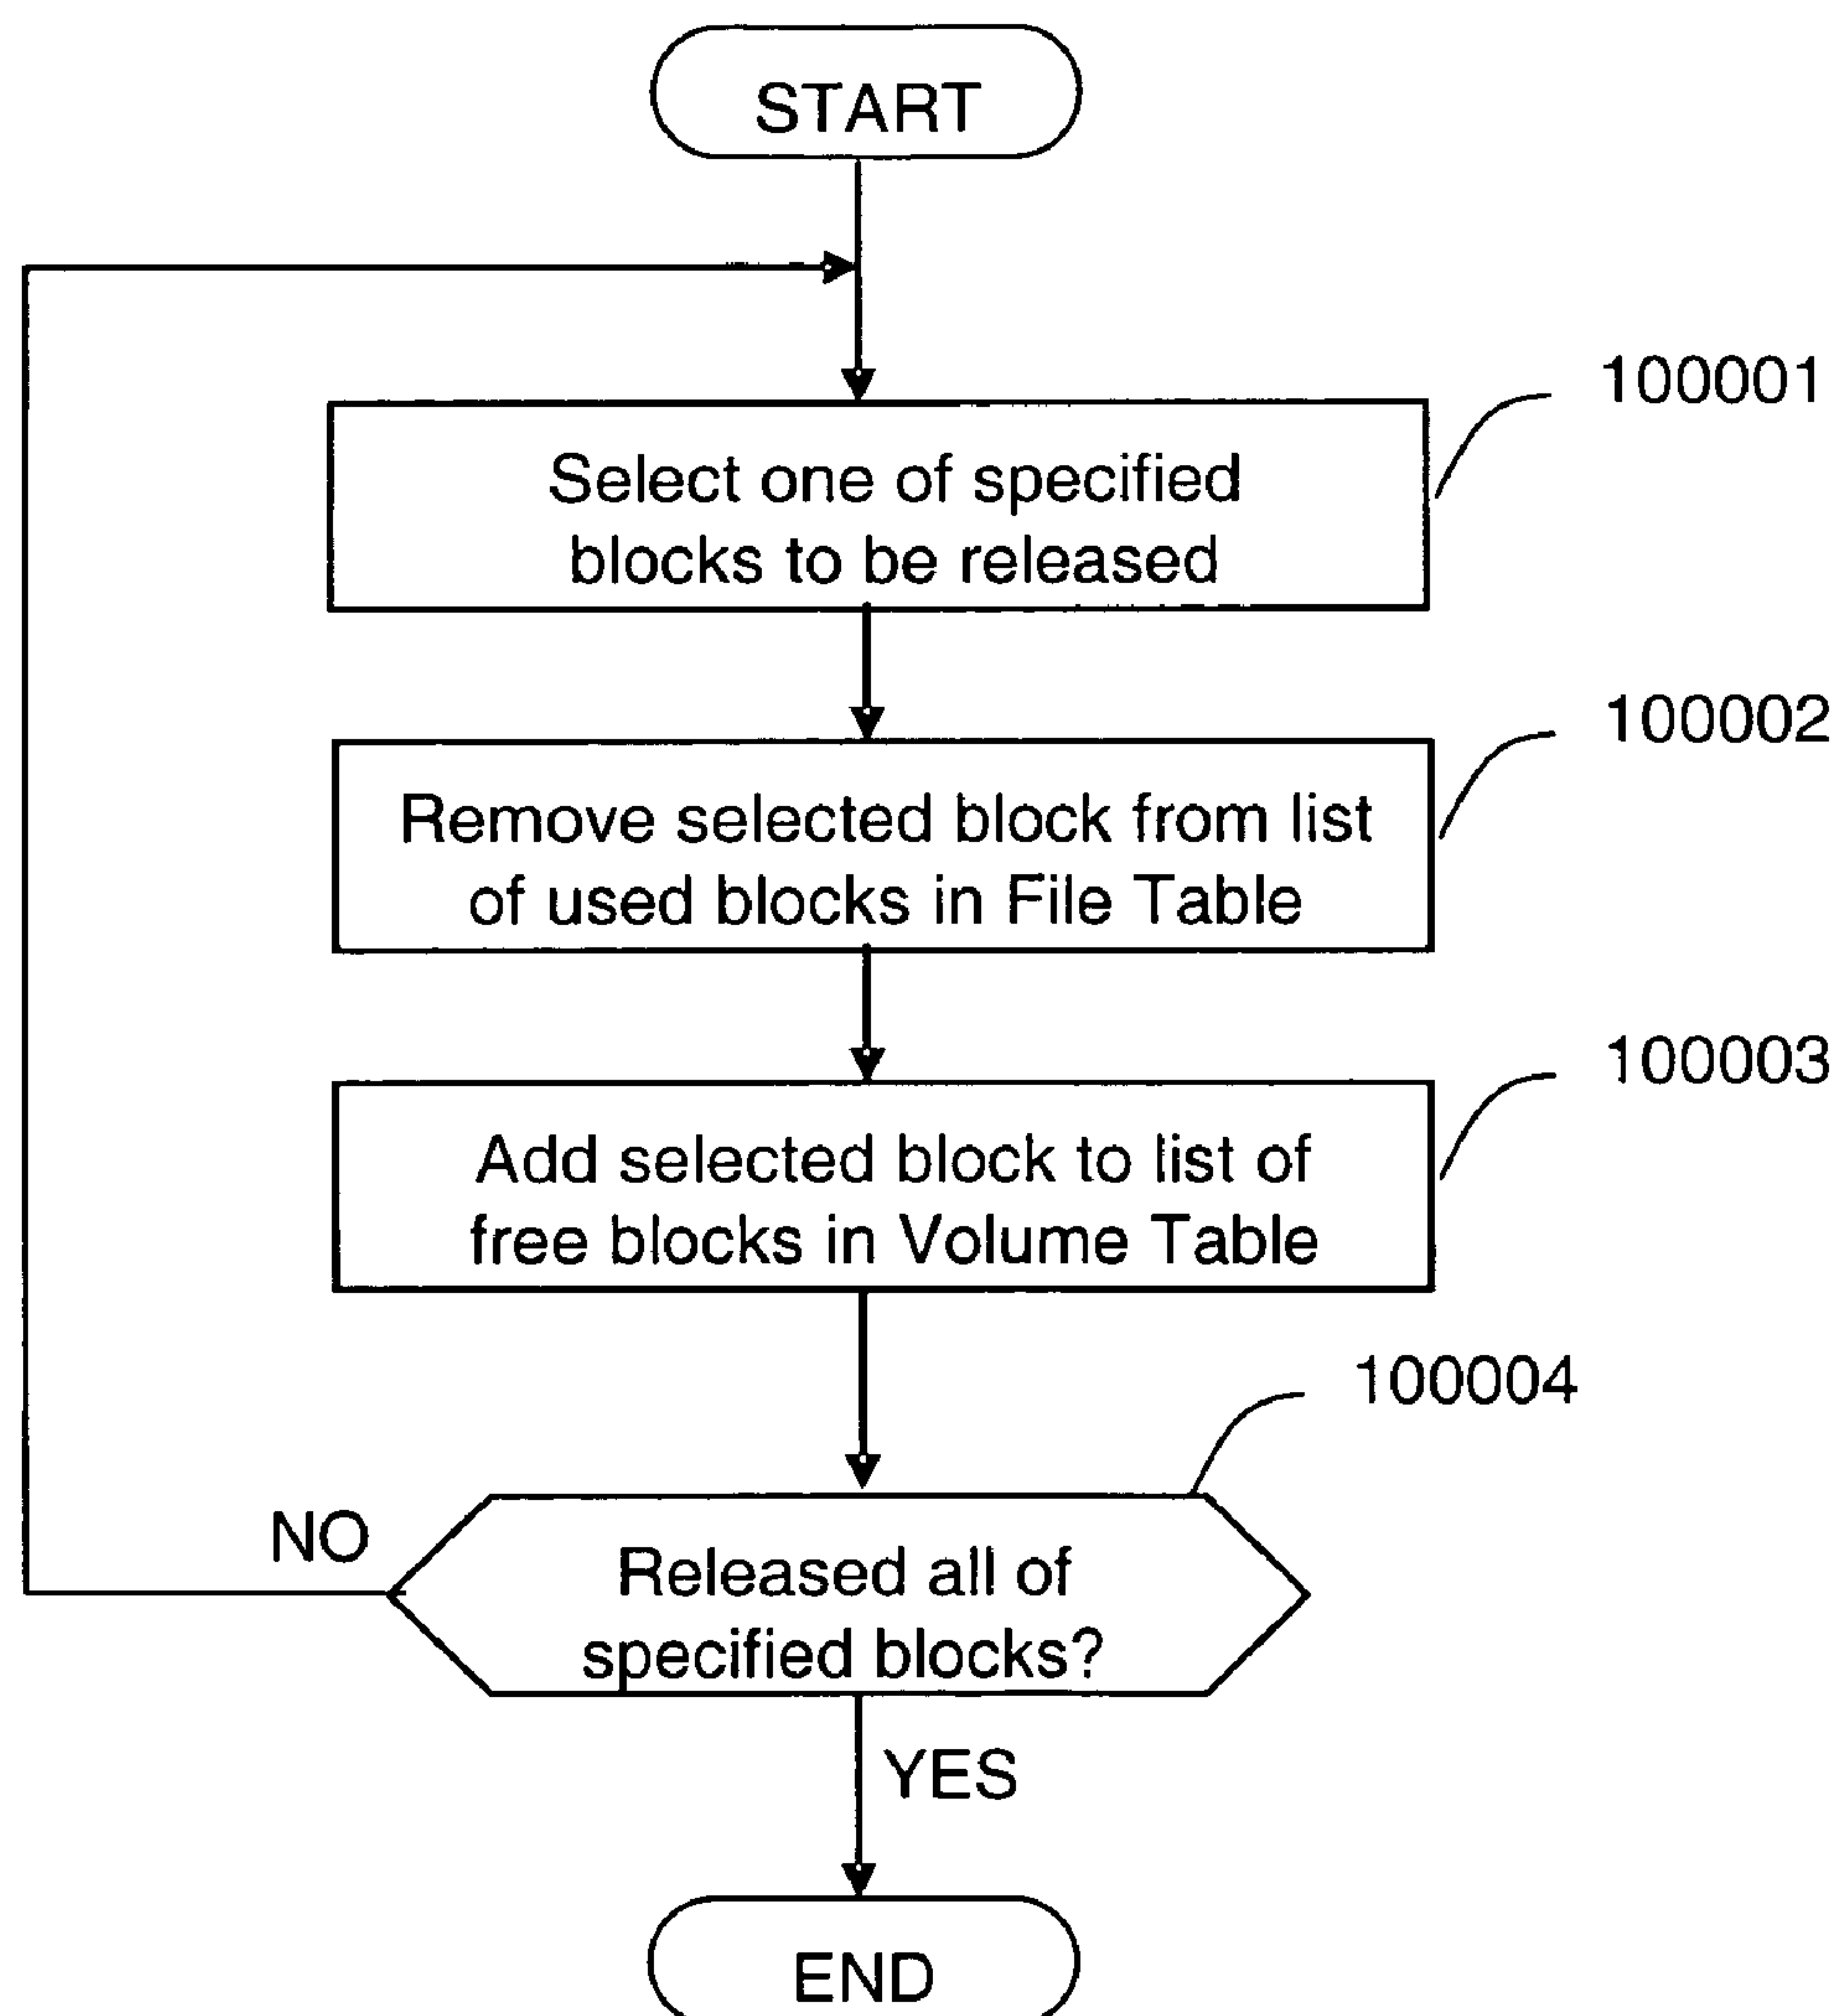 START
100001
Select one of specified
blocks to be released
100002
Remove selected block from list
of used blocks in File Table
100003
Add selected block to list of
free blocks in Volume Table
100004
NO
Released all of
specified blocks?
YES
END